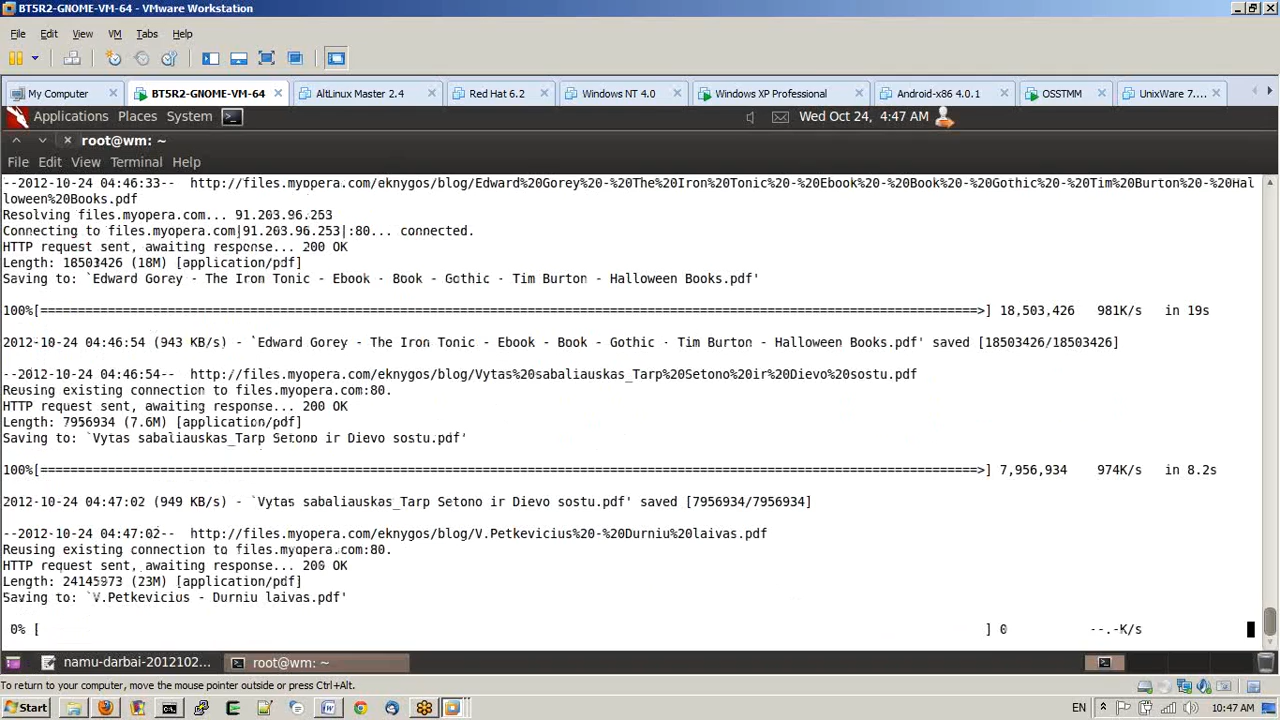 BT5R2-GNOME-VM-64 - VMware Workstation
File Edit View VM Tabs Help
My Computer BT5R2-GNOME-VM-64 AltLinux Master 2.4 Red Hat 6.2 Windows NT 4.0 Windows XP Professional Android-x86 4.0.1 OSSTMM UnixWare 7....
Applications Places System Wed Oct 24, 4:47 AM
root@wm: ~
File Edit View Terminal Help
--2012-10-24 04:46:33-- http://files.myopera.com/eknygos/blog/Edward%20Gorey%20-%20The%20Iron%20Tonic%20-%20Ebook%20-%20Book%20-%20Gothic%20-%20Tim%20Burton%20-%20Hal
loween%20Books.pdf
Resolving files.myopera.com... 91.203.96.253
Connecting to files.myopera.com|91.203.96.253|:80... connected.
HTTP request sent, awaiting response... 200 OK
Length: 18503426 (18M) [application/pdf]
Saving to: `Edward Gorey - The Iron Tonic - Ebook - Book - Gothic - Tim Burton - Halloween Books.pdf'
100%[======================================================================================================================>] 18,503,426 981K/s in 19s
2012-10-24 04:46:54 (943 KB/s) - `Edward Gorey - The Iron Tonic - Ebook - Book - Gothic - Tim Burton - Halloween Books.pdf' saved [18503426/18503426]
--2012-10-24 04:46:54-- http://files.myopera.com/eknygos/blog/Vytas%20sabaliauskas_Tarp%20Setono%20ir%20Dievo%20sostu.pdf
Reusing existing connection to files.myopera.com:80.
HTTP request sent, awaiting response... 200 OK
Length: 7956934 (7.6M) [application/pdf]
Saving to: `Vytas sabaliauskas_Tarp Setono ir Dievo sostu.pdf'
100%[======================================================================================================================>] 7,956,934 974K/s in 8.2s
2012-10-24 04:47:02 (949 KB/s) - `Vytas sabaliauskas_Tarp Setono ir Dievo sostu.pdf' saved [7956934/7956934]
--2012-10-24 04:47:02-- http://files.myopera.com/eknygos/blog/V.Petkevicius%20-%20Durniu%20laivas.pdf
Reusing existing connection to files.myopera.com:80.
HTTP request sent, awaiting response... 200 OK
Length: 24145973 (23M) [application/pdf]
Saving to: `V.Petkevicius - Durniu laivas.pdf'
0% [ ] 0 --.-K/s
namu-darbai-2012102... root@wm: ~
To return to your computer, move the mouse pointer outside or press Ctrl+Alt.
Start EN 10:47 AM